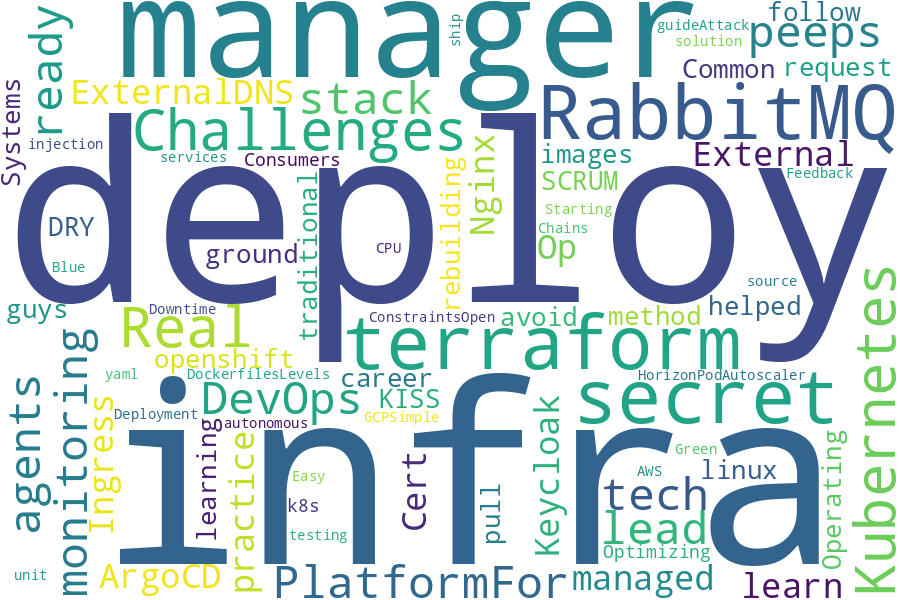 manager
ship
guideAttack
solution
follow
peeps
ready
ExternalDNS
stack
Common
request
Systems
injection
Challenges
RabbitMQ
services
Consumers
rebuilding
Nginx
images
External
SCRUM
Feedback
deploy
traditional
DRY
ground
CPU
Starting
Chains
Op
Blue
source
guys
Downtime
Real
ConstraintsOpen
avoid
method
helped
Kubernetes
monitoring
openshift
terraform
yaml
DockerfilesLevels
career
HorizonPodAutoscaler
agents
Ingress
Deployment
DevOps
autonomous
KISS
GCPSimple
secret
infra
learning
practice
Easy
k8s
testing
Cert
pull
Keycloak
Green
AWS
linux
tech
lead
Optimizing
Operating
unit
ArgoCD
PlatformFor
managed
learn